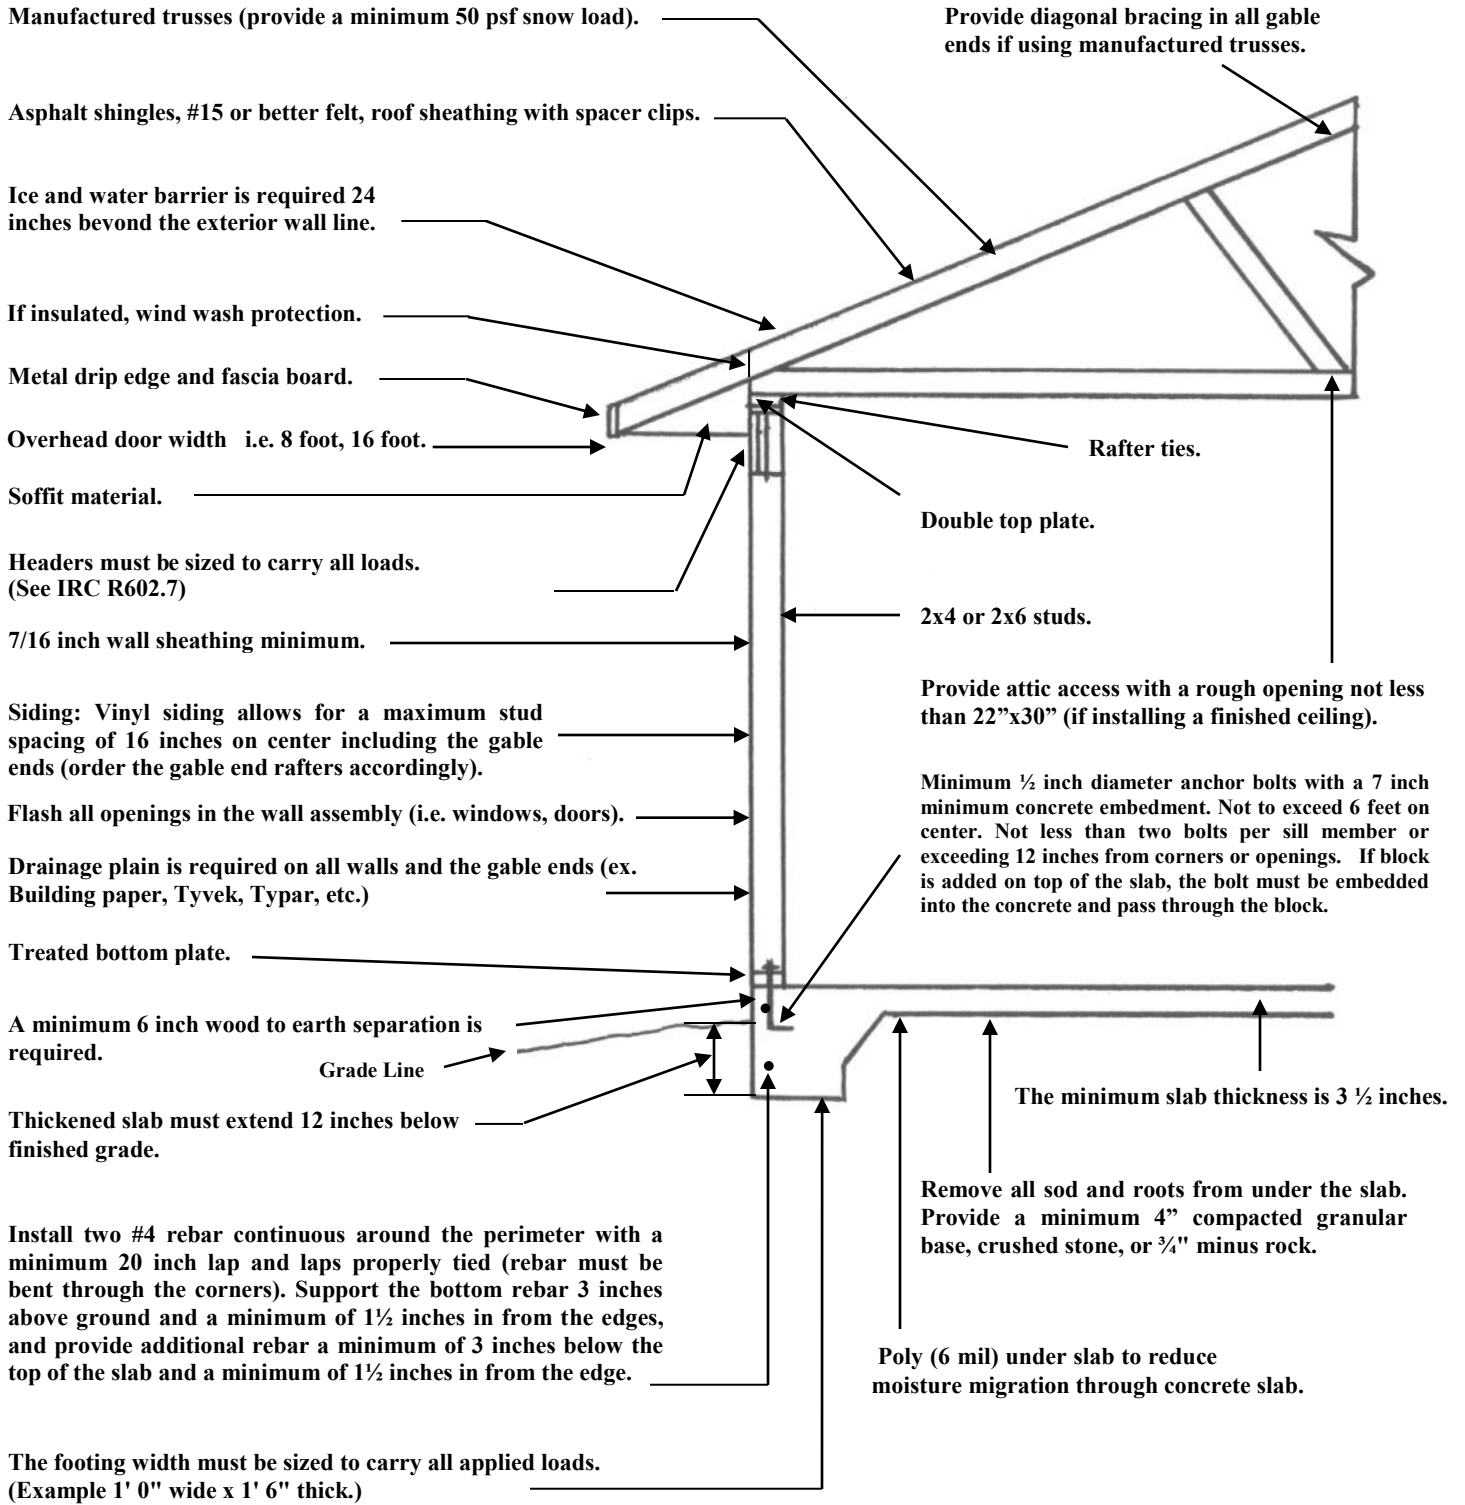 Manufactured trusses (provide a minimum 50 psf snow load).
Provide diagonal bracing in all gable
ends if using manufactured trusses.
Asphalt shingles, #15 or better felt, roof sheathing with spacer clips.
Ice and water barrier is required 24
inches bevond the exterior wall line.
If insulated, wind wash protection.
Metal drip edge and fascia board.
Overhead door width   i.e. 8 foot, 16 foot.
Rafter ties.
Soffit material.
Double top plate.
Headers must be sized to carry all loads.
(See IRC R602.7)
2x4 or 2x6 studs.
7/16 inch wall sheathing minimum.
Provide attic access with a rough opening not less
than 22”x30” (if installing a finished ceiling).
Siding: Vinyl siding allows for a maximum stud
spacing of 16 inches on center including the gable
ends (order the gable end rafters accordingly).
Minimum ½ inch diameter anchor bolts with a 7 inch
minimum concrete embedment. Not to exceed 6 feet on
center. Not less than two bolts per sill member or
exceeding 12 inches from corners or openings.   If block
is added on top of the slab, the bolt must be embedded
into the concrete and pass through the block.
Flash all openings in the wall assembly (i.e. windows, doors).
Drainage plain is required on all walls and the gable ends (ex.
Building paper, Tyvek, Typar, etc.)
Treated bottom plate.
A minimum 6 inch wood to earth separation is
required.
Grade Line
The minimum slab thickness is 3 ½ inches.
Thickened slab must extend 12 inches below
finished grade.
Remove all sod and roots from under the slab.
Provide a minimum 4” compacted granular
base, crushed stone, or ¾" minus rock.
Install two #4 rebar continuous around the perimeter with a
minimum 20 inch lap and laps properly tied (rebar must be
bent through the corners). Support the bottom rebar 3 inches
above ground and a minimum of 1½ inches in from the edges,
and provide additional rebar a minimum of 3 inches below the
top of the slab and a minimum of 1½ inches in from the edge.
Poly (6 mil) under slab to reduce
moisture migration through concrete slab.
The footing width must be sized to carry all applied loads.
(Example 1' 0" wide x 1' 6" thick.)